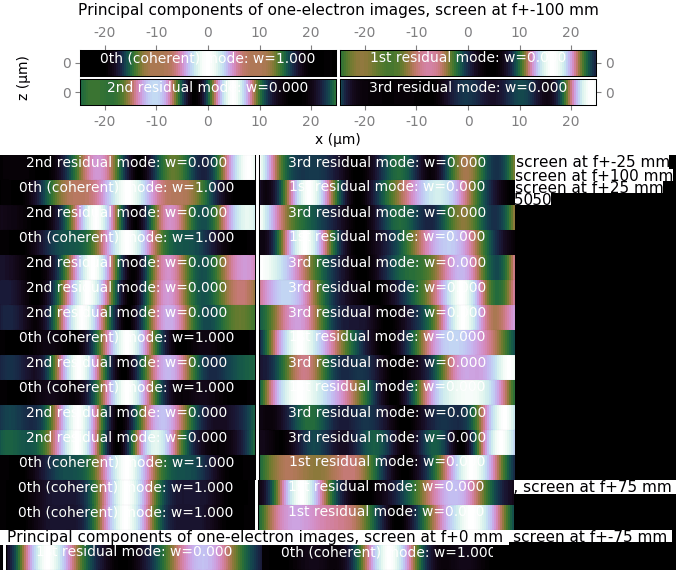 Principal components of one-electron images, screen at f+-100 mm
-20 -10 0 10 20 -20 -10 0 10 20
0 0th (coherent) mode: w=1.000 1st residual mode: w=0.000 0
0 2nd residual mode: w=0.000 3rd residual mode: w=0.000 0
z (μm)
-20 -10 0 10 20 -20 -10 0 10 20
x (μm)
2nd residual mode: w=0.000 3rd residual mode: w=0.000 screen at f+-25 mm
screen at f+100 mm
0th (coherent) mode: w=1.000 1st residual mode: w=0.000 screen at f+25 mm
5050
2nd residual mode: w=0.000 3rd residual mode: w=0.000
0th (coherent) mode: w=1.000 1st residual mode: w=0.000
2nd residual mode: w=0.000 3rd residual mode: w=0.000
2nd residual mode: w=0.000 3rd residual mode: w=0.000
2nd residual mode: w=0.000 3rd residual mode: w=0.000
0th (coherent) mode: w=1.000 1st residual mode: w=0.000
2nd residual mode: w=0.000 3rd residual mode: w=0.000
0th (coherent) mode: w=1.000 1st residual mode: w=0.000
2nd residual mode: w=0.000 3rd residual mode: w=0.000
2nd residual mode: w=0.000 3rd residual mode: w=0.000
0th (coherent) mode: w=1.000 1st residual mode: w=0.000
0th (coherent) mode: w=1.000 1st residual mode: w=0.000 , screen at f+75 mm
0th (coherent) mode: w=1.000 1st residual mode: w=0.000
Principal components of one-electron images, screen at f+0 mm screen at f+-75 mm
1st residual mode: w=0.000 0th (coherent) mode: w=1.000